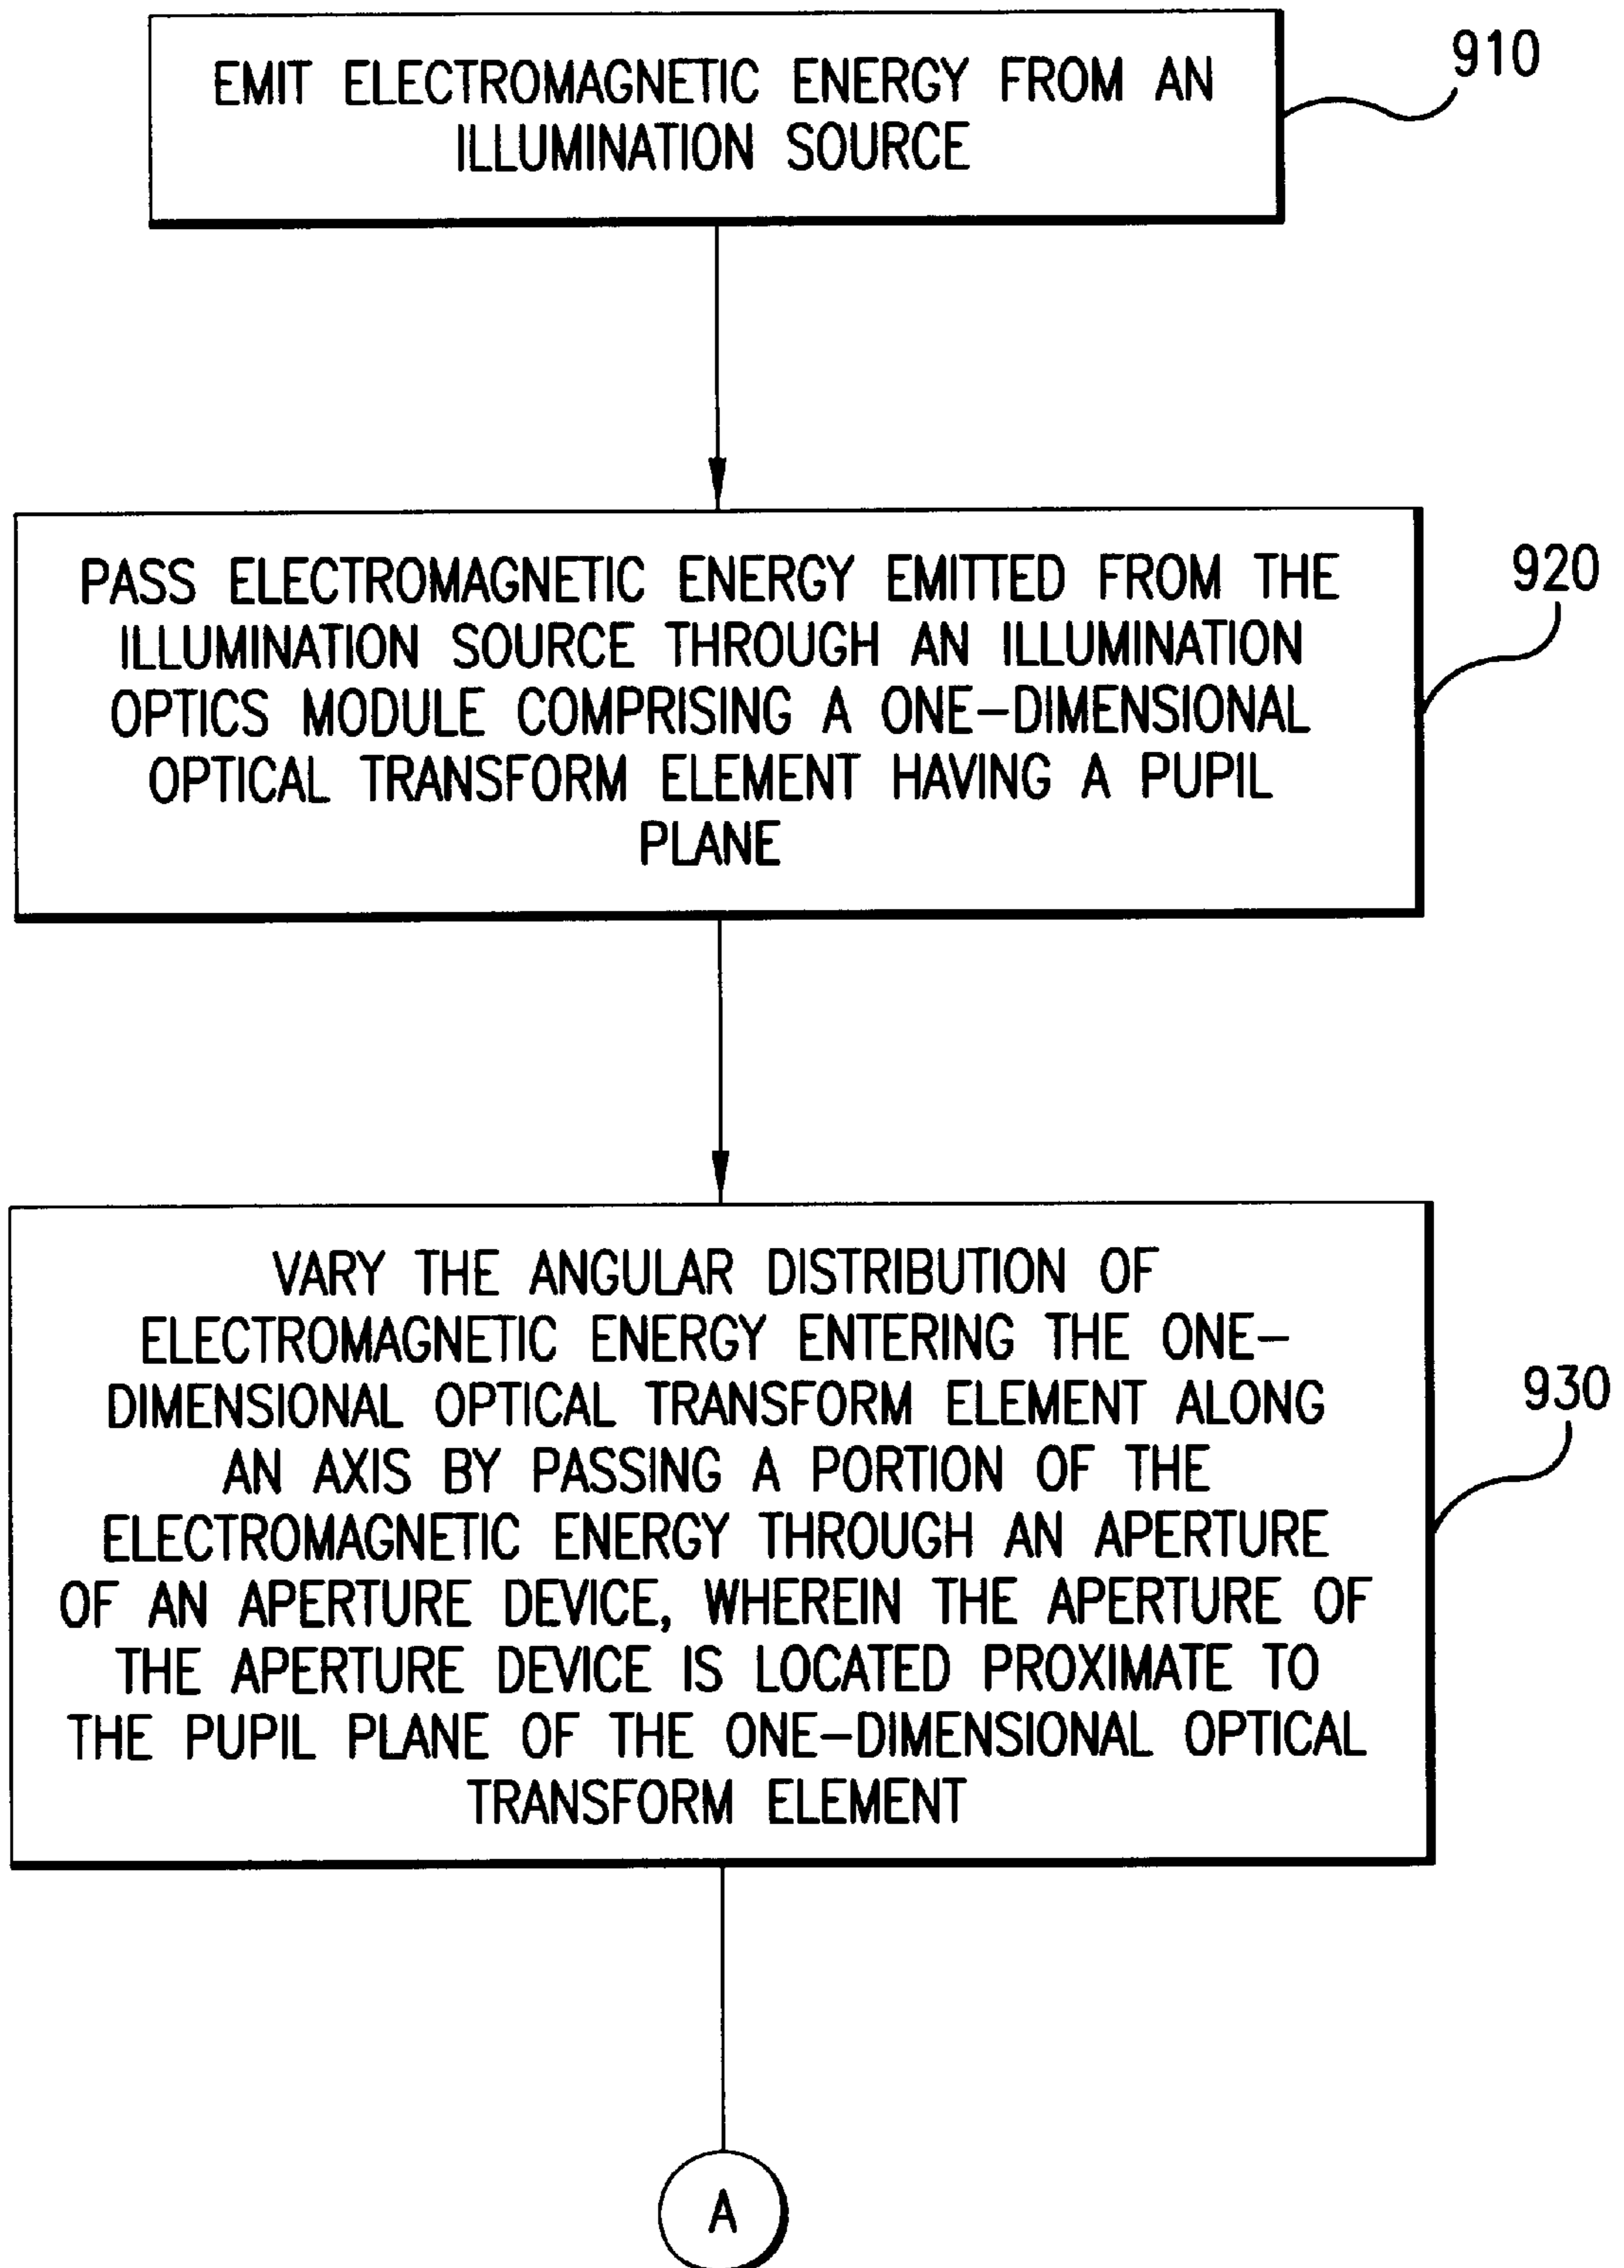 EMIT ELECTROMAGNETIC ENERGY FROM AN
ILLUMINATION SOURCE
910
PASS ELECTROMAGNETIC ENERGY EMITTED FROM THE
ILLUMINATION SOURCE THROUGH AN ILLUMINATION
OPTICS MODULE COMPRISING A ONE-DIMENSIONAL
OPTICAL TRANSFORM ELEMENT HAVING A PUPIL
PLANE
920
VARY THE ANGULAR DISTRIBUTION OF
ELECTROMAGNETIC ENERGY ENTERING THE ONE-
DIMENSIONAL OPTICAL TRANSFORM ELEMENT ALONG
AN AXIS BY PASSING A PORTION OF THE
ELECTROMAGNETIC ENERGY THROUGH AN APERTURE
OF AN APERTURE DEVICE, WHEREIN THE APERTURE OF
THE APERTURE DEVICE IS LOCATED PROXIMATE TO
THE PUPIL PLANE OF THE ONE-DIMENSIONAL OPTICAL
TRANSFORM ELEMENT
930
A